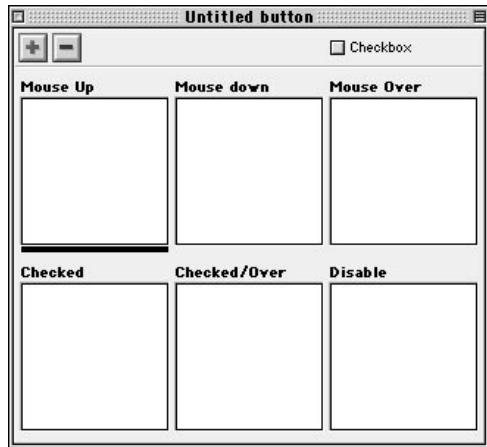 Untitled button
Checkbox
Mouse Up Mouse down Mouse Over
Checked Checked/Over Disable